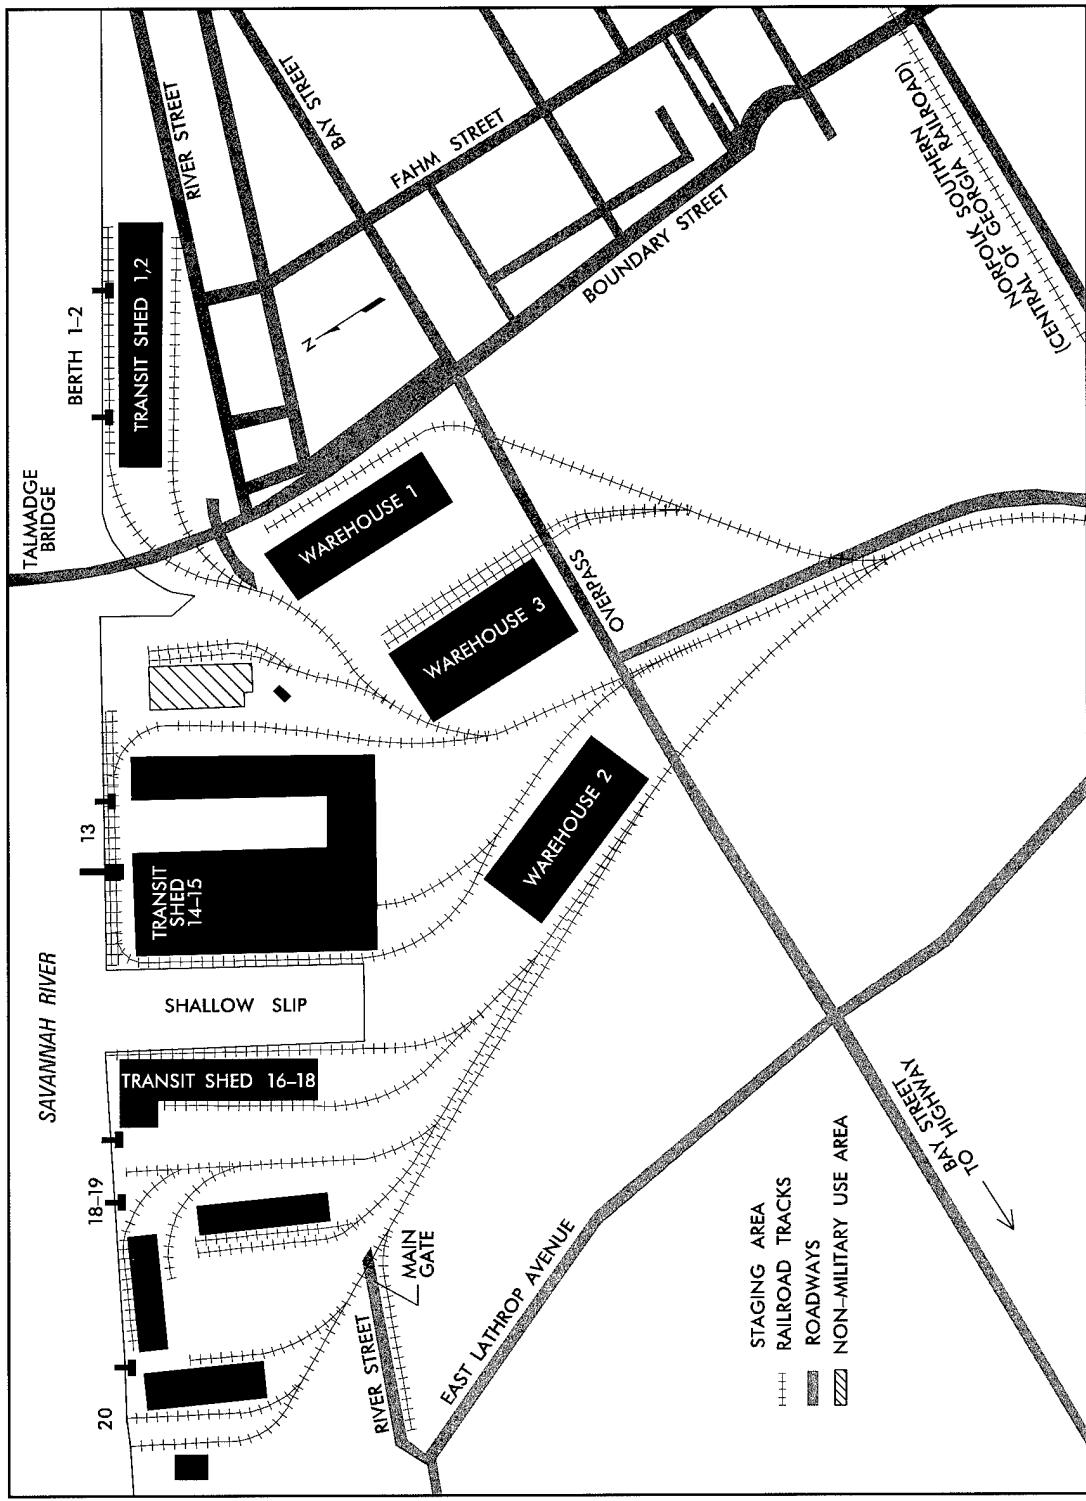 SAVANNAH RIVER
TALMADGE
BRIDGE
BERTH 1–2
TRANSIT SHED 1,2
RIVER STREET
BAY STREET
FAHM STREET
BOUNDARY STREET
NORFOLK SOUTHERN
(CENTRAL OF GEORGIA RAILROAD)
N
WAREHOUSE 1
WAREHOUSE 3
OVERPASS
WAREHOUSE 2
13
TRANSIT
SHED
14–15
SHALLOW SLIP
TRANSIT SHED 16–18
18–19
20
MAIN
GATE
RIVER STREET
EAST LATHROP AVENUE
BAY STREET
TO HIGHWAY
STAGING AREA
RAILROAD TRACKS
ROADWAYS
NON–MILITARY USE AREA